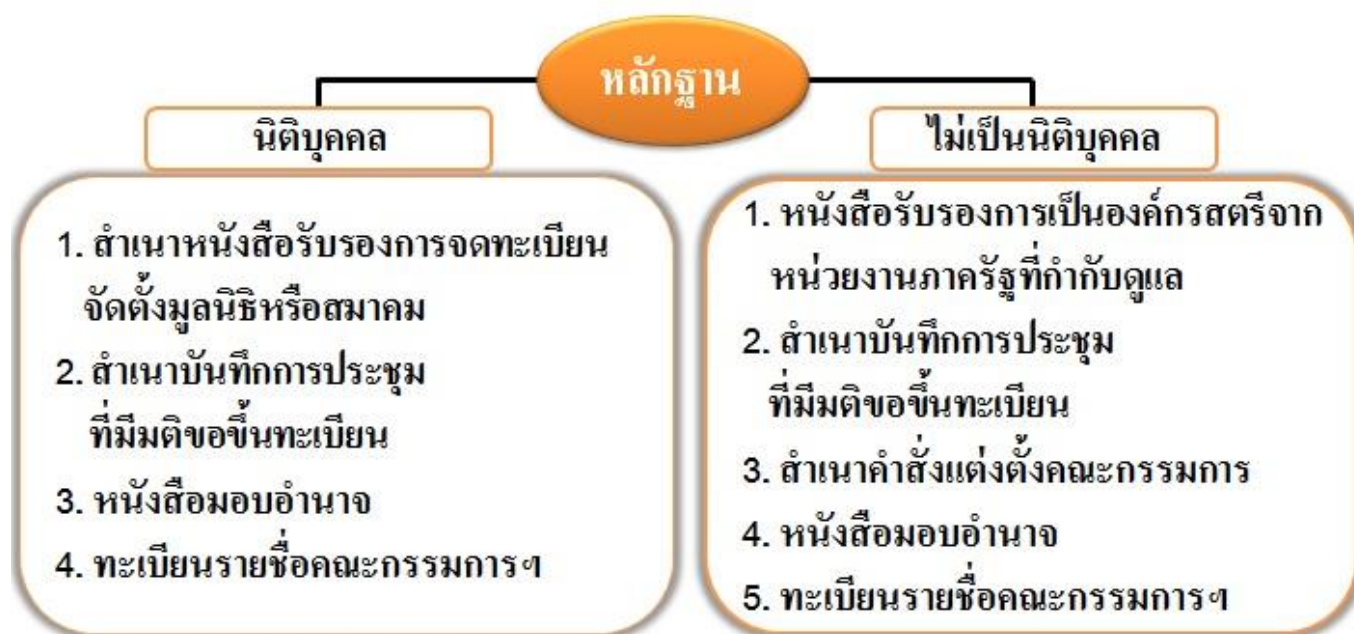 หลักฐาน
นิติบุคคล
1. สำเนาหนังสือรับรองการจดทะเบียน
จัดตั้งมูลนิธิหรือสมาคม
2. สำเนาบันทึกการประชุม
ที่มีมติขอขึ้นทะเบียน
3. หนังสือมอบอำนาจ
4. ทะเบียนรายชื่อคณะกรรมการฯ
ไม่เป็นนิติบุคคล
1. หนังสือรับรองการเป็นองค์กรสตรีจาก
หน่วยงานภาครัฐที่กำกับดูแล
2. สำเนาบันทึกการประชุม
ที่มีมติขอขึ้นทะเบียน
3. สำเนาคำสั่งแต่งตั้งคณะกรรมการ
4. หนังสือมอบอำนาจ
5. ทะเบียนรายชื่อคณะกรรมการฯ